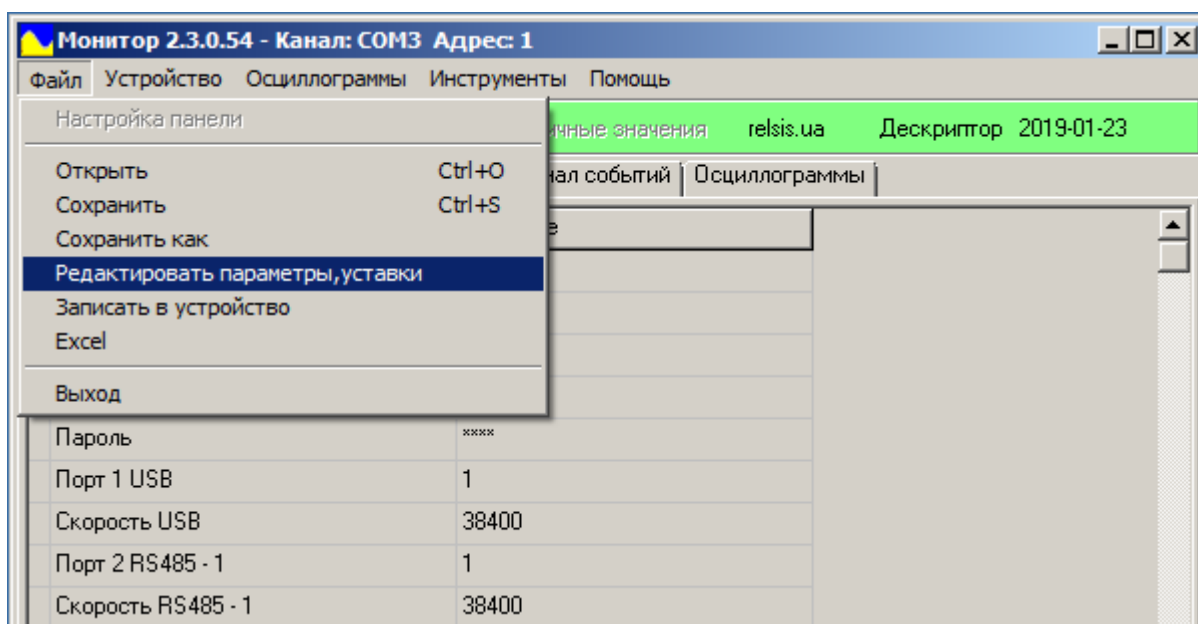 Монитор 2.3.0.54 - Канал: COM3 Адрес: 1
Файл Устройство Осциллограммы Инструменты Помощь
Настройка панели
ичные значения relsis.ua Дескриптор 2019-01-23
Открыть Ctrl+O
нал событий Осциллограммы
Сохранить Ctrl+S
Сохранить как
е
Редактировать параметры,уставки
Записать в устройство
Excel
Выход
Пароль ****
Порт 1 USB 1
Скорость USB 38400
Порт 2 RS485 - 1 1
Скорость RS485 - 1 38400